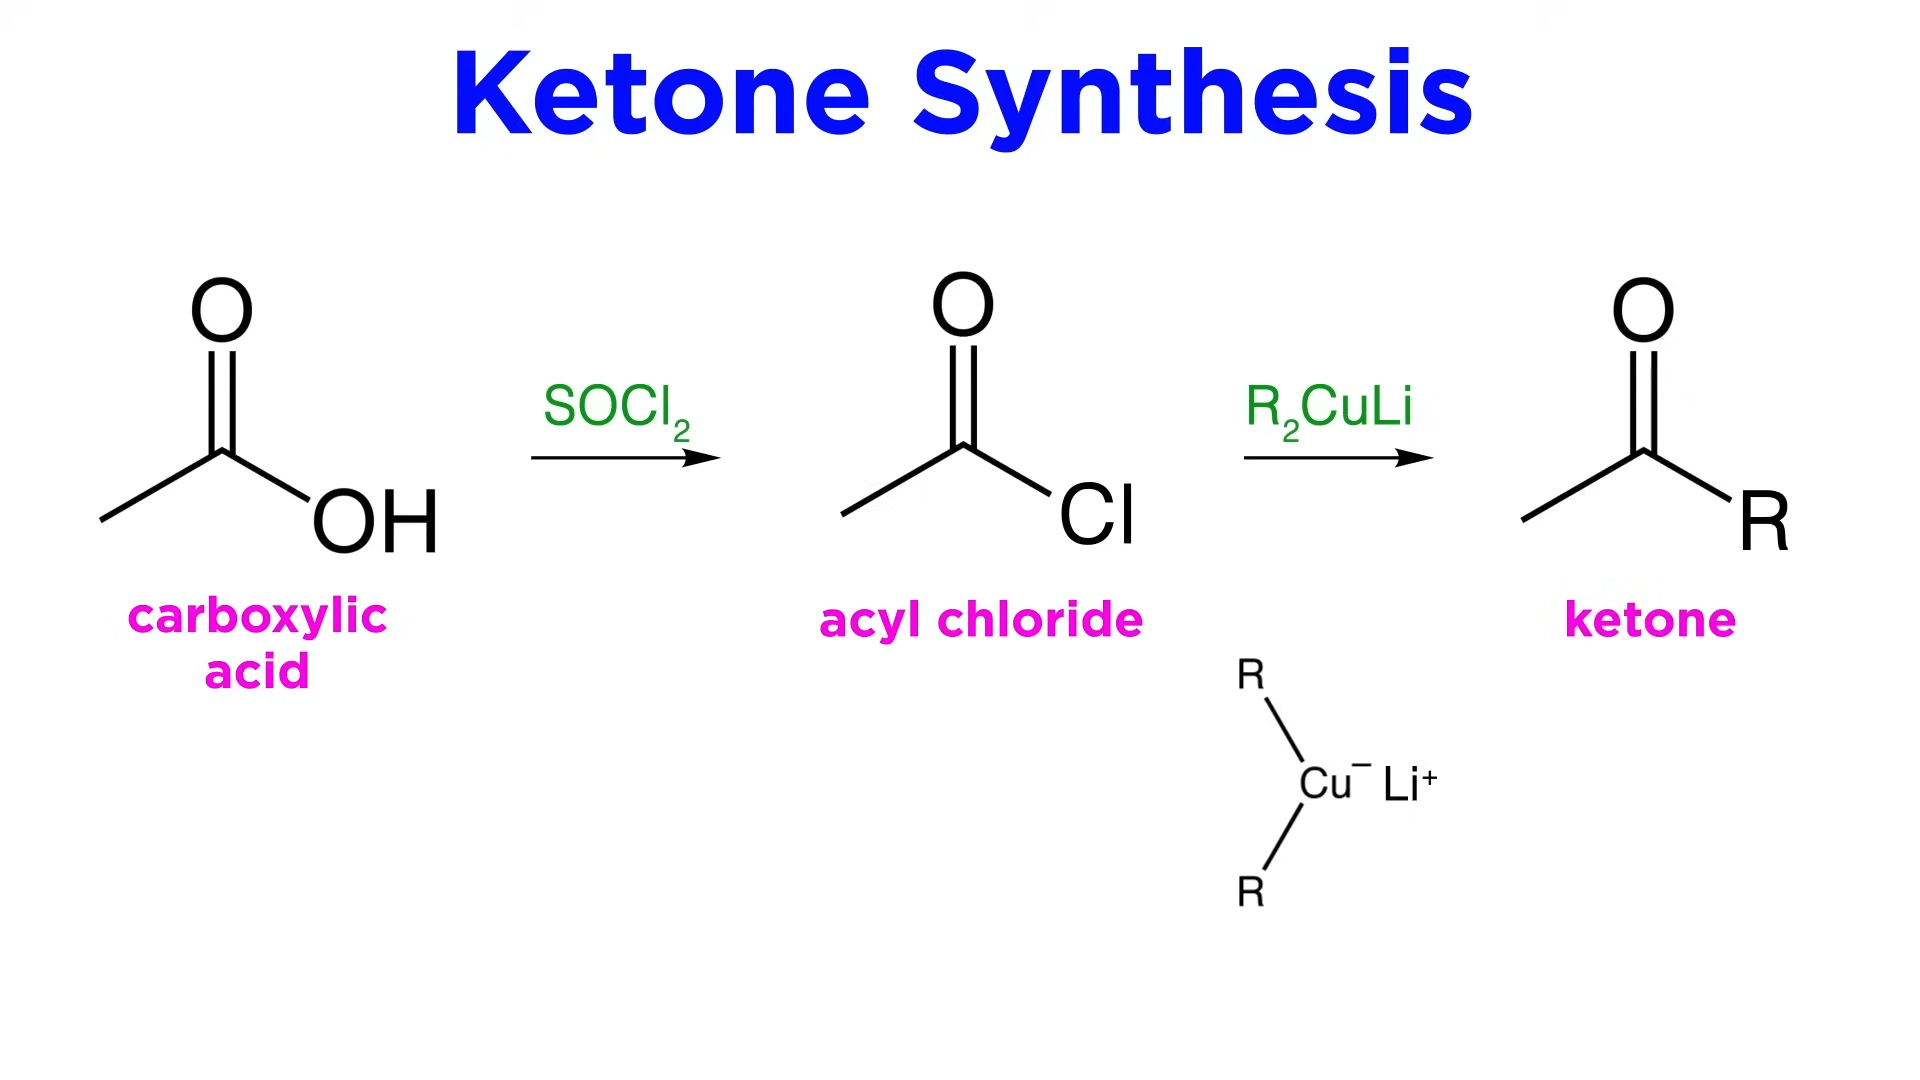 Ketone Synthesis
O
OH
carboxylic
acid
SOCl₂
O
Cl
acyl chloride
R₂CuLi
O
R
ketone
R
Cu⁻ Li⁺
R